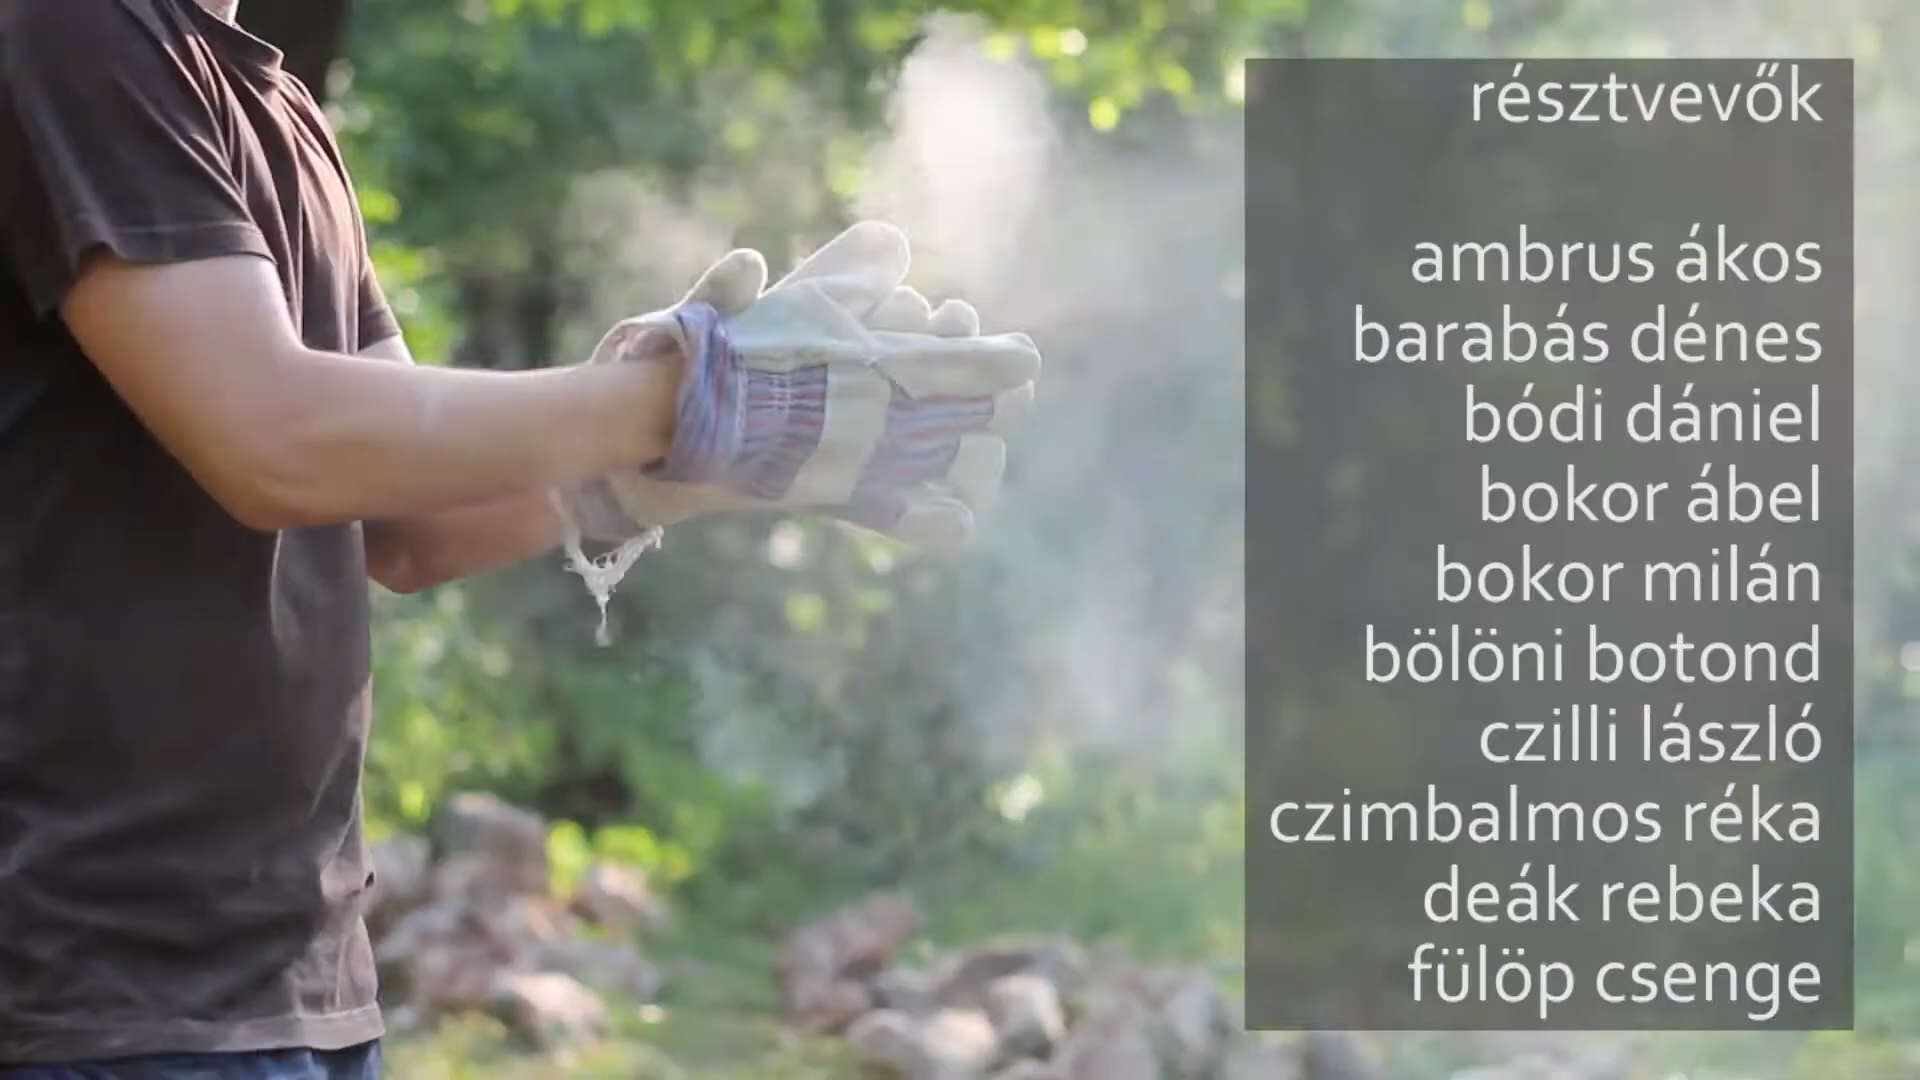 résztvevők
ambrus ákos
barabás dénes
bódi dániel
bokor ábel
bokor milán
bölöni botond
czilli lászló
czimbalmos réka
deák rebeka
fülöp csenge